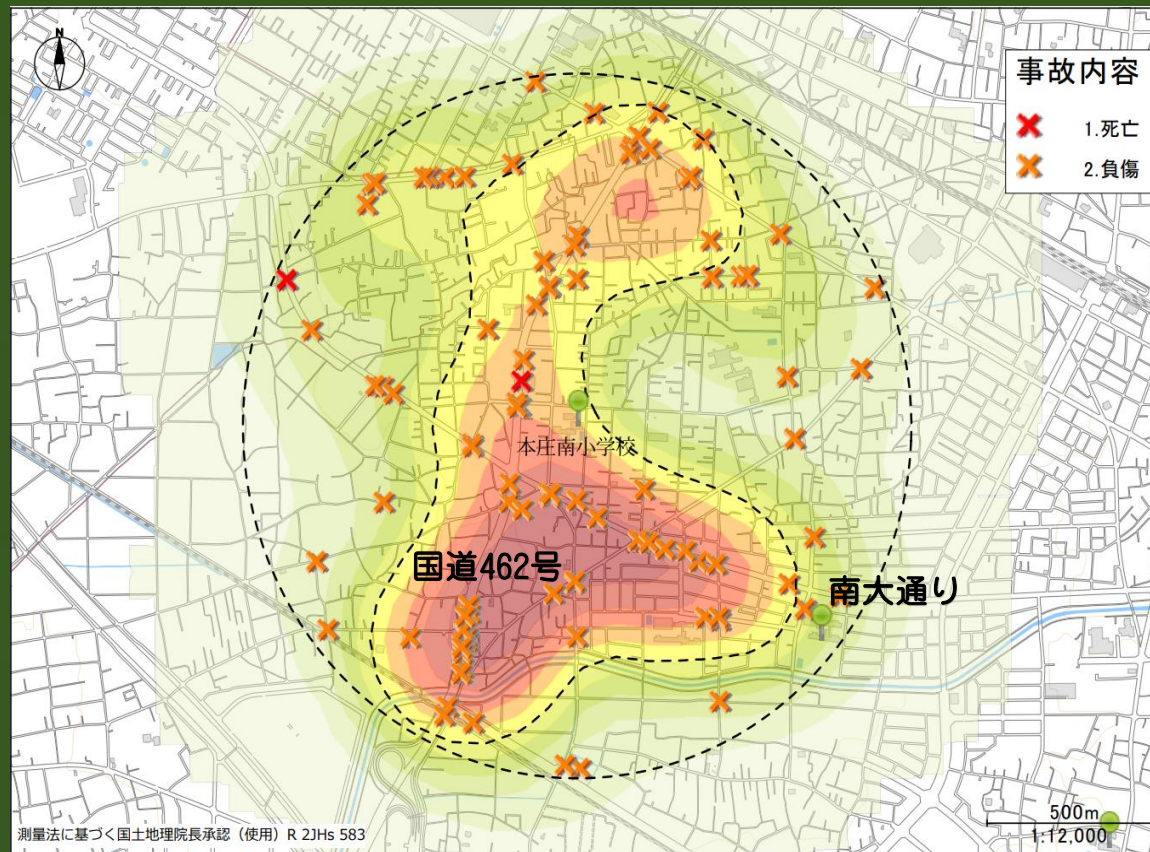 N
事故内容
1.死亡
2.負傷
本庄南小学校
国道462号
南大通り
500m
1:12,000
測量法に基づく国土地理院長承認（使用）R 2JHs 583